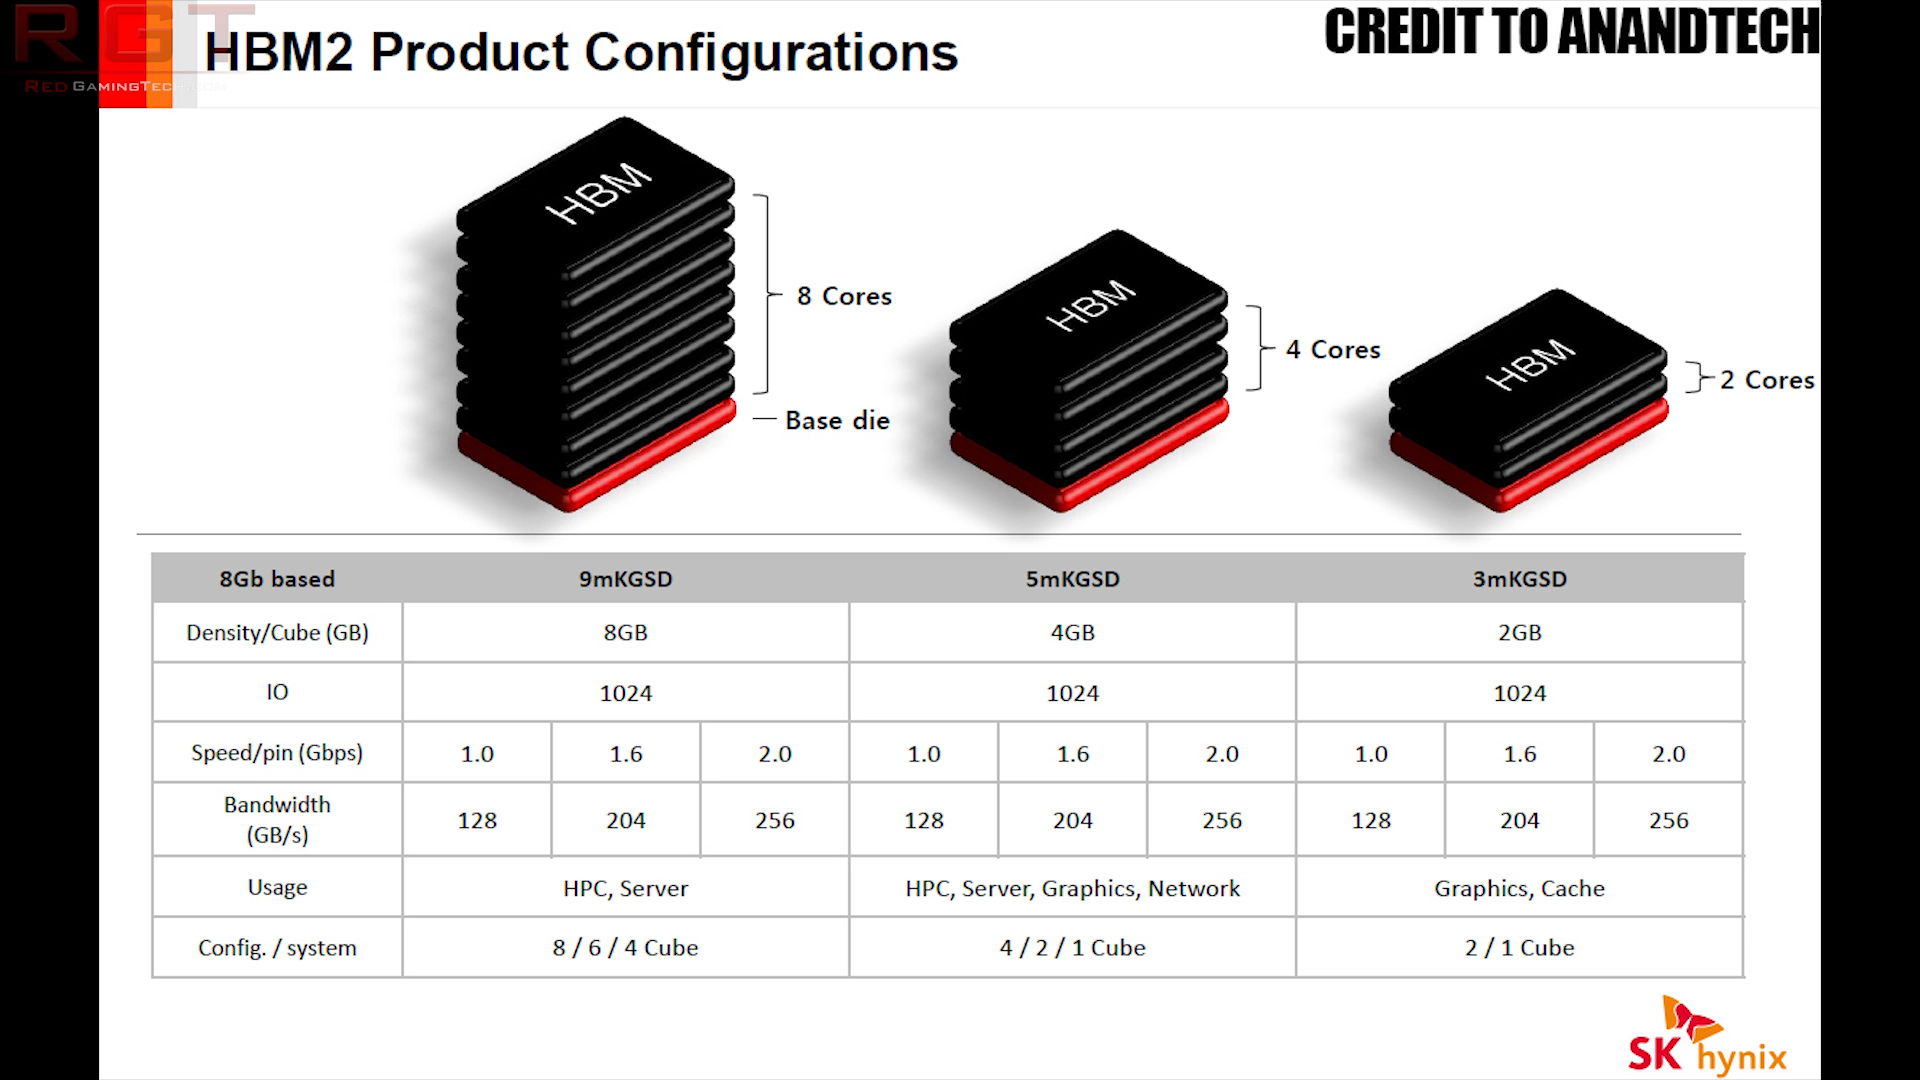 RGT
RED GAMINGTECH
HBM2 Product Configurations
CREDIT TO ANANDTECH
HBM
8 Cores
Base die
HBM
4 Cores
HBM
2 Cores
8Gb based 9mKGSD 5mKGSD 3mKGSD
Density/Cube (GB) 8GB 4GB 2GB
IO 1024 1024 1024
Speed/pin (Gbps) 1.0 1.6 2.0 1.0 1.6 2.0 1.0 1.6 2.0
Bandwidth
(GB/s) 128 204 256 128 204 256 128 204 256
Usage HPC, Server HPC, Server, Graphics, Network Graphics, Cache
Config. / system 8 / 6 / 4 Cube 4 / 2 / 1 Cube 2 / 1 Cube
SK hynix